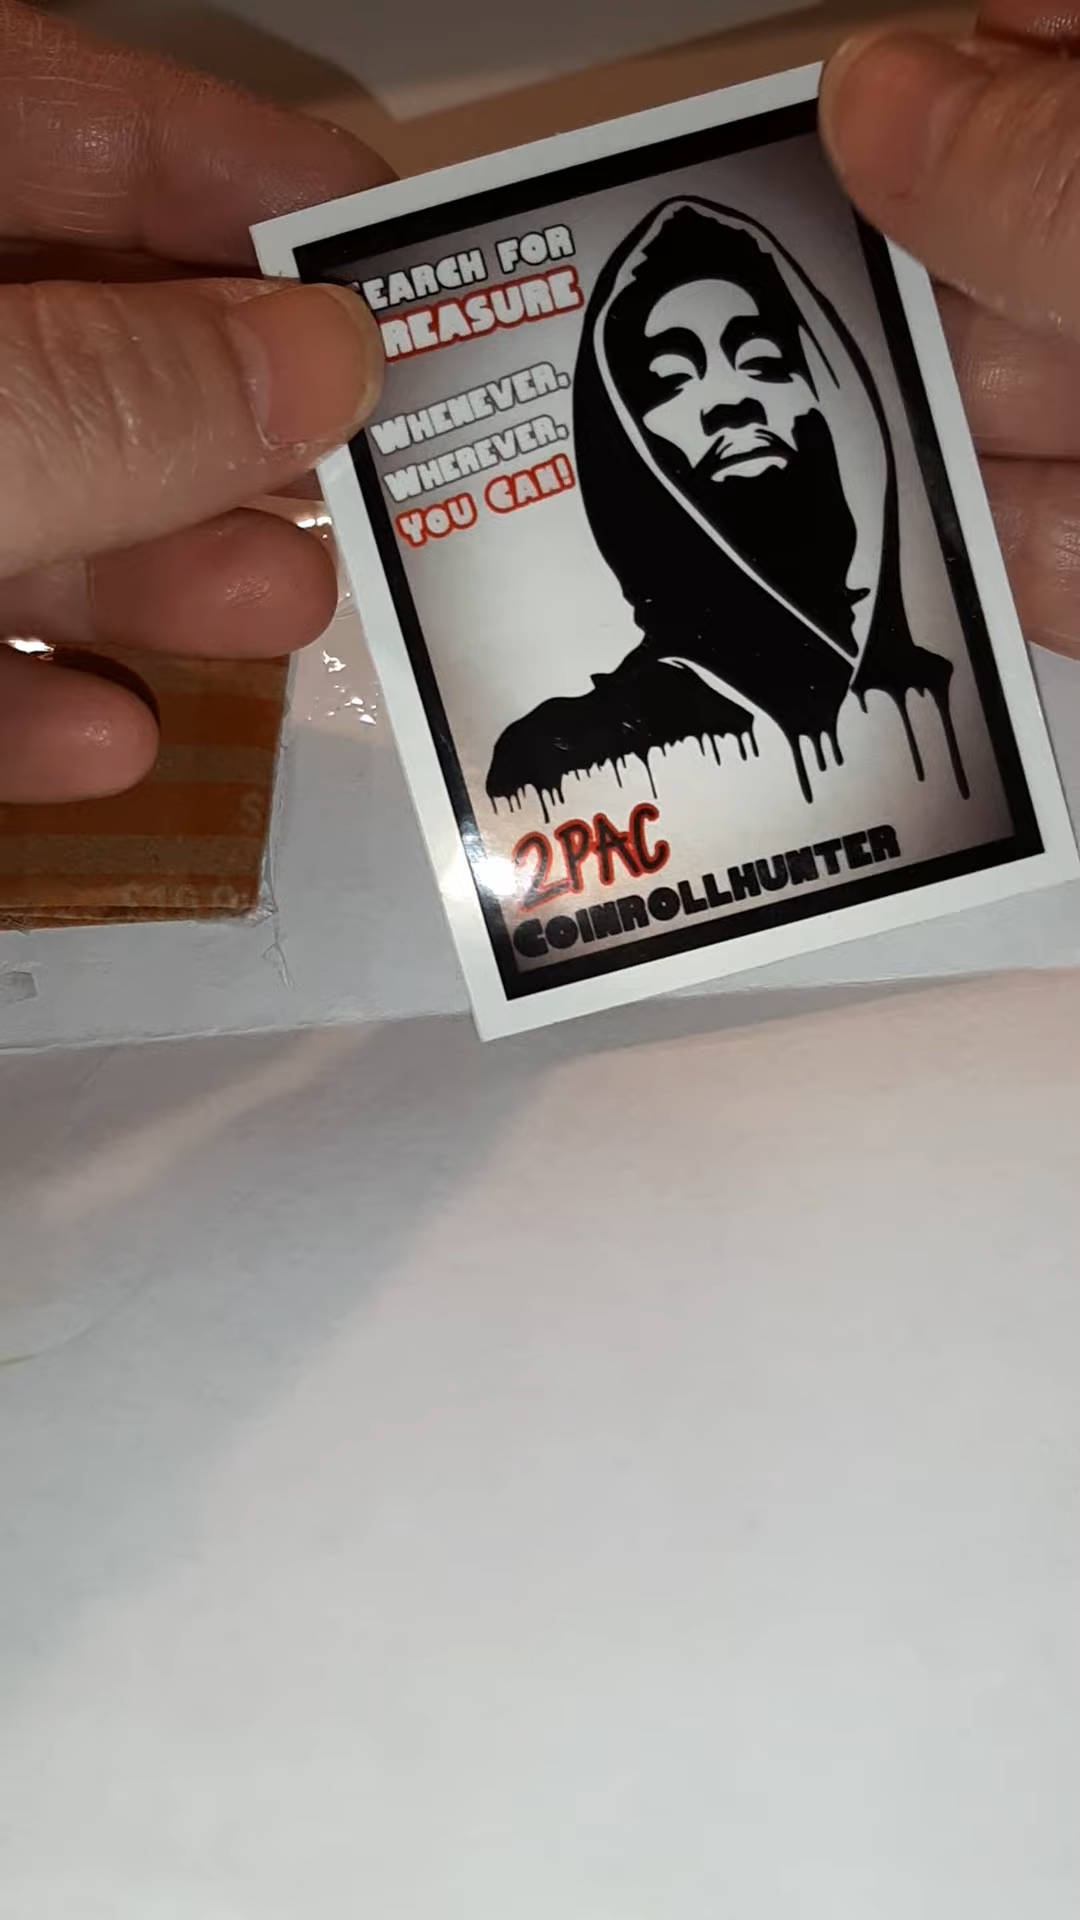 EARCH FOR
REASURE
WHENEVER,
WHEREVER,
YOU CAN!
2PAC
COINROLLHUNTER